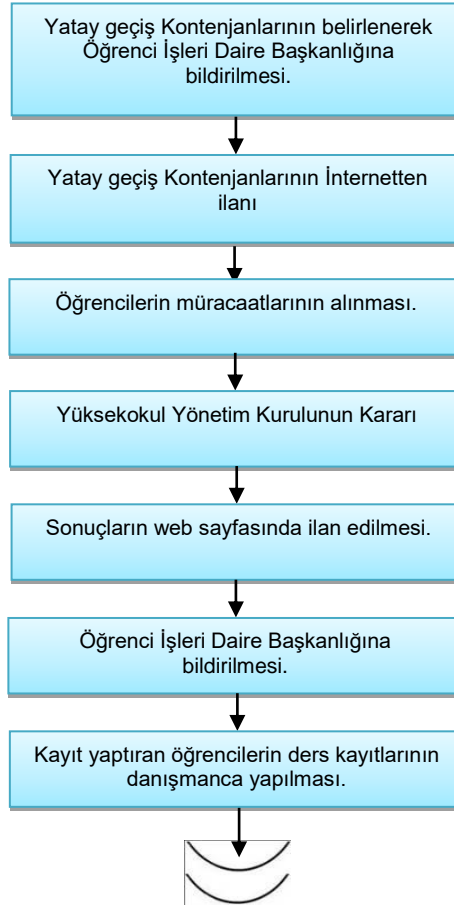 Yatay geçiş Kontenjanlarının belirlenerek
Öğrenci İşleri Daire Başkanlığına
bildirilmesi.
Yatay geçiş Kontenjanlarının İnternetten
ilanı
Öğrencilerin müracaatlarının alınması.
Yüksekokul Yönetim Kurulunun Kararı
Sonuçların web sayfasında ilan edilmesi.
Öğrenci İşleri Daire Başkanlığına
bildirilmesi.
Kayıt yaptıran öğrencilerin ders kayıtlarının
danışmanca yapılması.